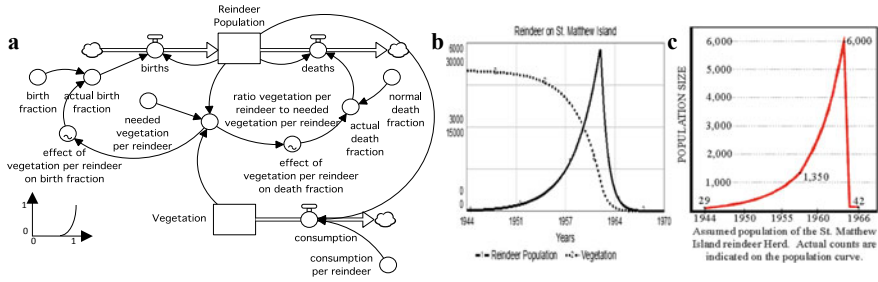 a
Reindeer
Population
births
deaths
birth
fraction
actual birth
fraction
needed
vegetation
per reindeer
ratio vegetation per
reindeer to needed
vegetation per reindeer
normal
death
fraction
actual
death
fraction
effect of
vegetation per reindeer
on birth fraction
effect of
vegetation per reindeer
on death fraction
1
0
1
Vegetation
consumption
consumption
per reindeer
b
Reindeer on St. Matthew Island
6000
30000
3000
15000
0
0
1944
1951
1957
1964
1970
Years
Reindeer Population
Vegetation
c
POPULATION SIZE
6,000
5,000
4,000
3,000
2,000
1,000
6,000
1,350
29
42
1944
1950
1955
1960
1966
Assumed population of the St. Matthew
Island reindeer Herd. Actual counts are
indicated on the population curve.